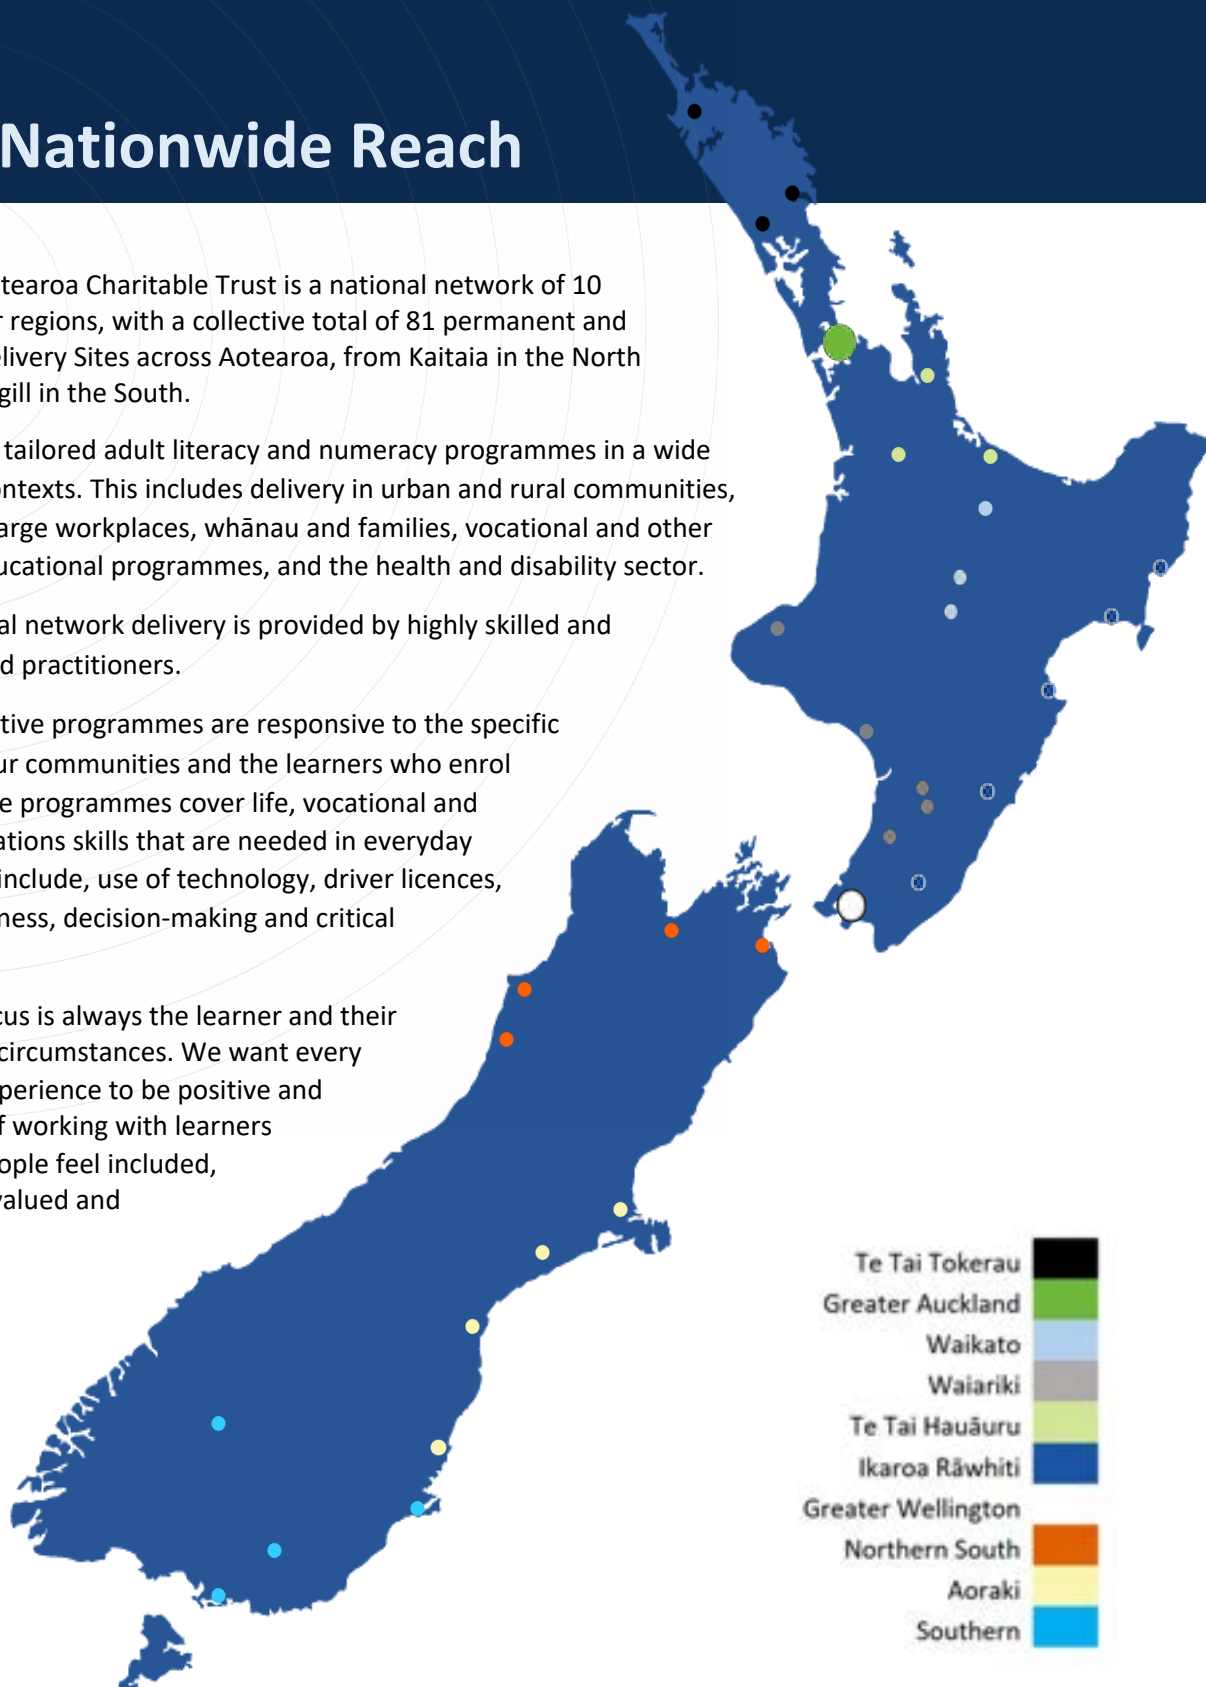 Nationwide Reach
tearoa Charitable Trust is a national network of 10
r regions, with a collective total of 81 permanent and
elivery Sites across Aotearoa, from Kaitaia in the North
gill in the South.
tailored adult literacy and numeracy programmes in a wide
ontexts. This includes delivery in urban and rural communities,
arge workplaces, whānau and families, vocational and other
ucational programmes, and the health and disability sector.
al network delivery is provided by highly skilled and
d practitioners.
tive programmes are responsive to the specific
ur communities and the learners who enrol
e programmes cover life, vocational and
ations skills that are needed in everyday
include, use of technology, driver licences,
ness, decision-making and critical
cus is always the learner and their
circumstances. We want every
perience to be positive and
f working with learners
ople feel included,
valued and
Te Tai Tokerau
Greater Auckland
Waikato
Waiariki
Te Tai Hauāuru
Ikaroa Rāwhiti
Greater Wellington
Northern South
Aoraki
Southern